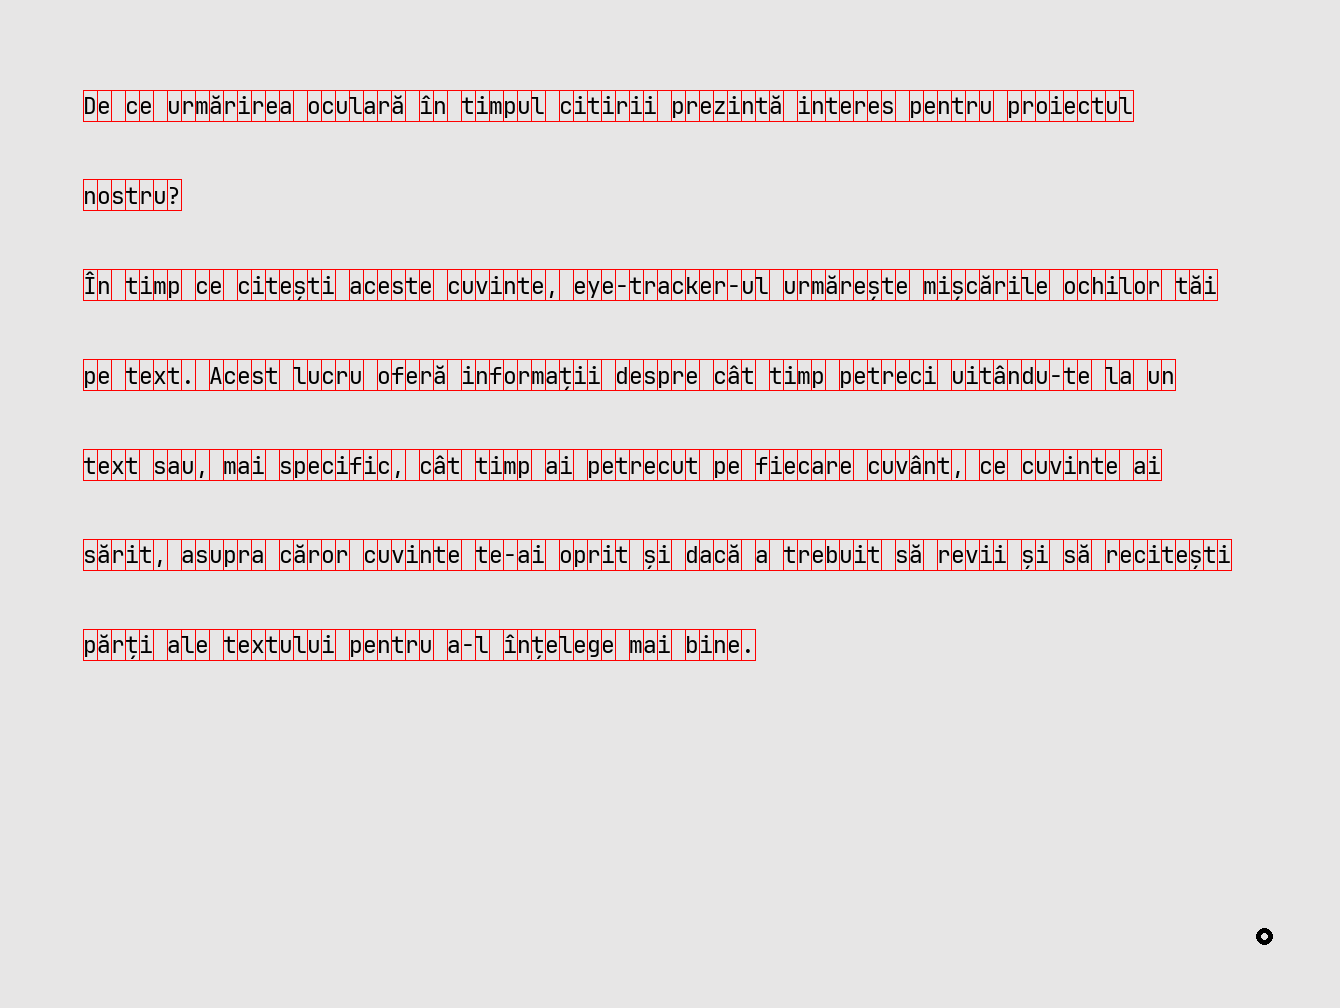 De ce urmărirea oculară în timpul citirii prezintă interes pentru proiectul
nostru?
În timp ce citești aceste cuvinte, eye-tracker-ul urmărește mișcările ochilor tăi
pe text. Acest lucru oferă informații despre cât timp petreci uitându-te la un
text sau, mai specific, cât timp ai petrecut pe fiecare cuvânt, ce cuvinte ai
sărit, asupra căror cuvinte te-ai oprit și dacă a trebuit să revii și să recitești
părți ale textului pentru a-l înțelege mai bine.